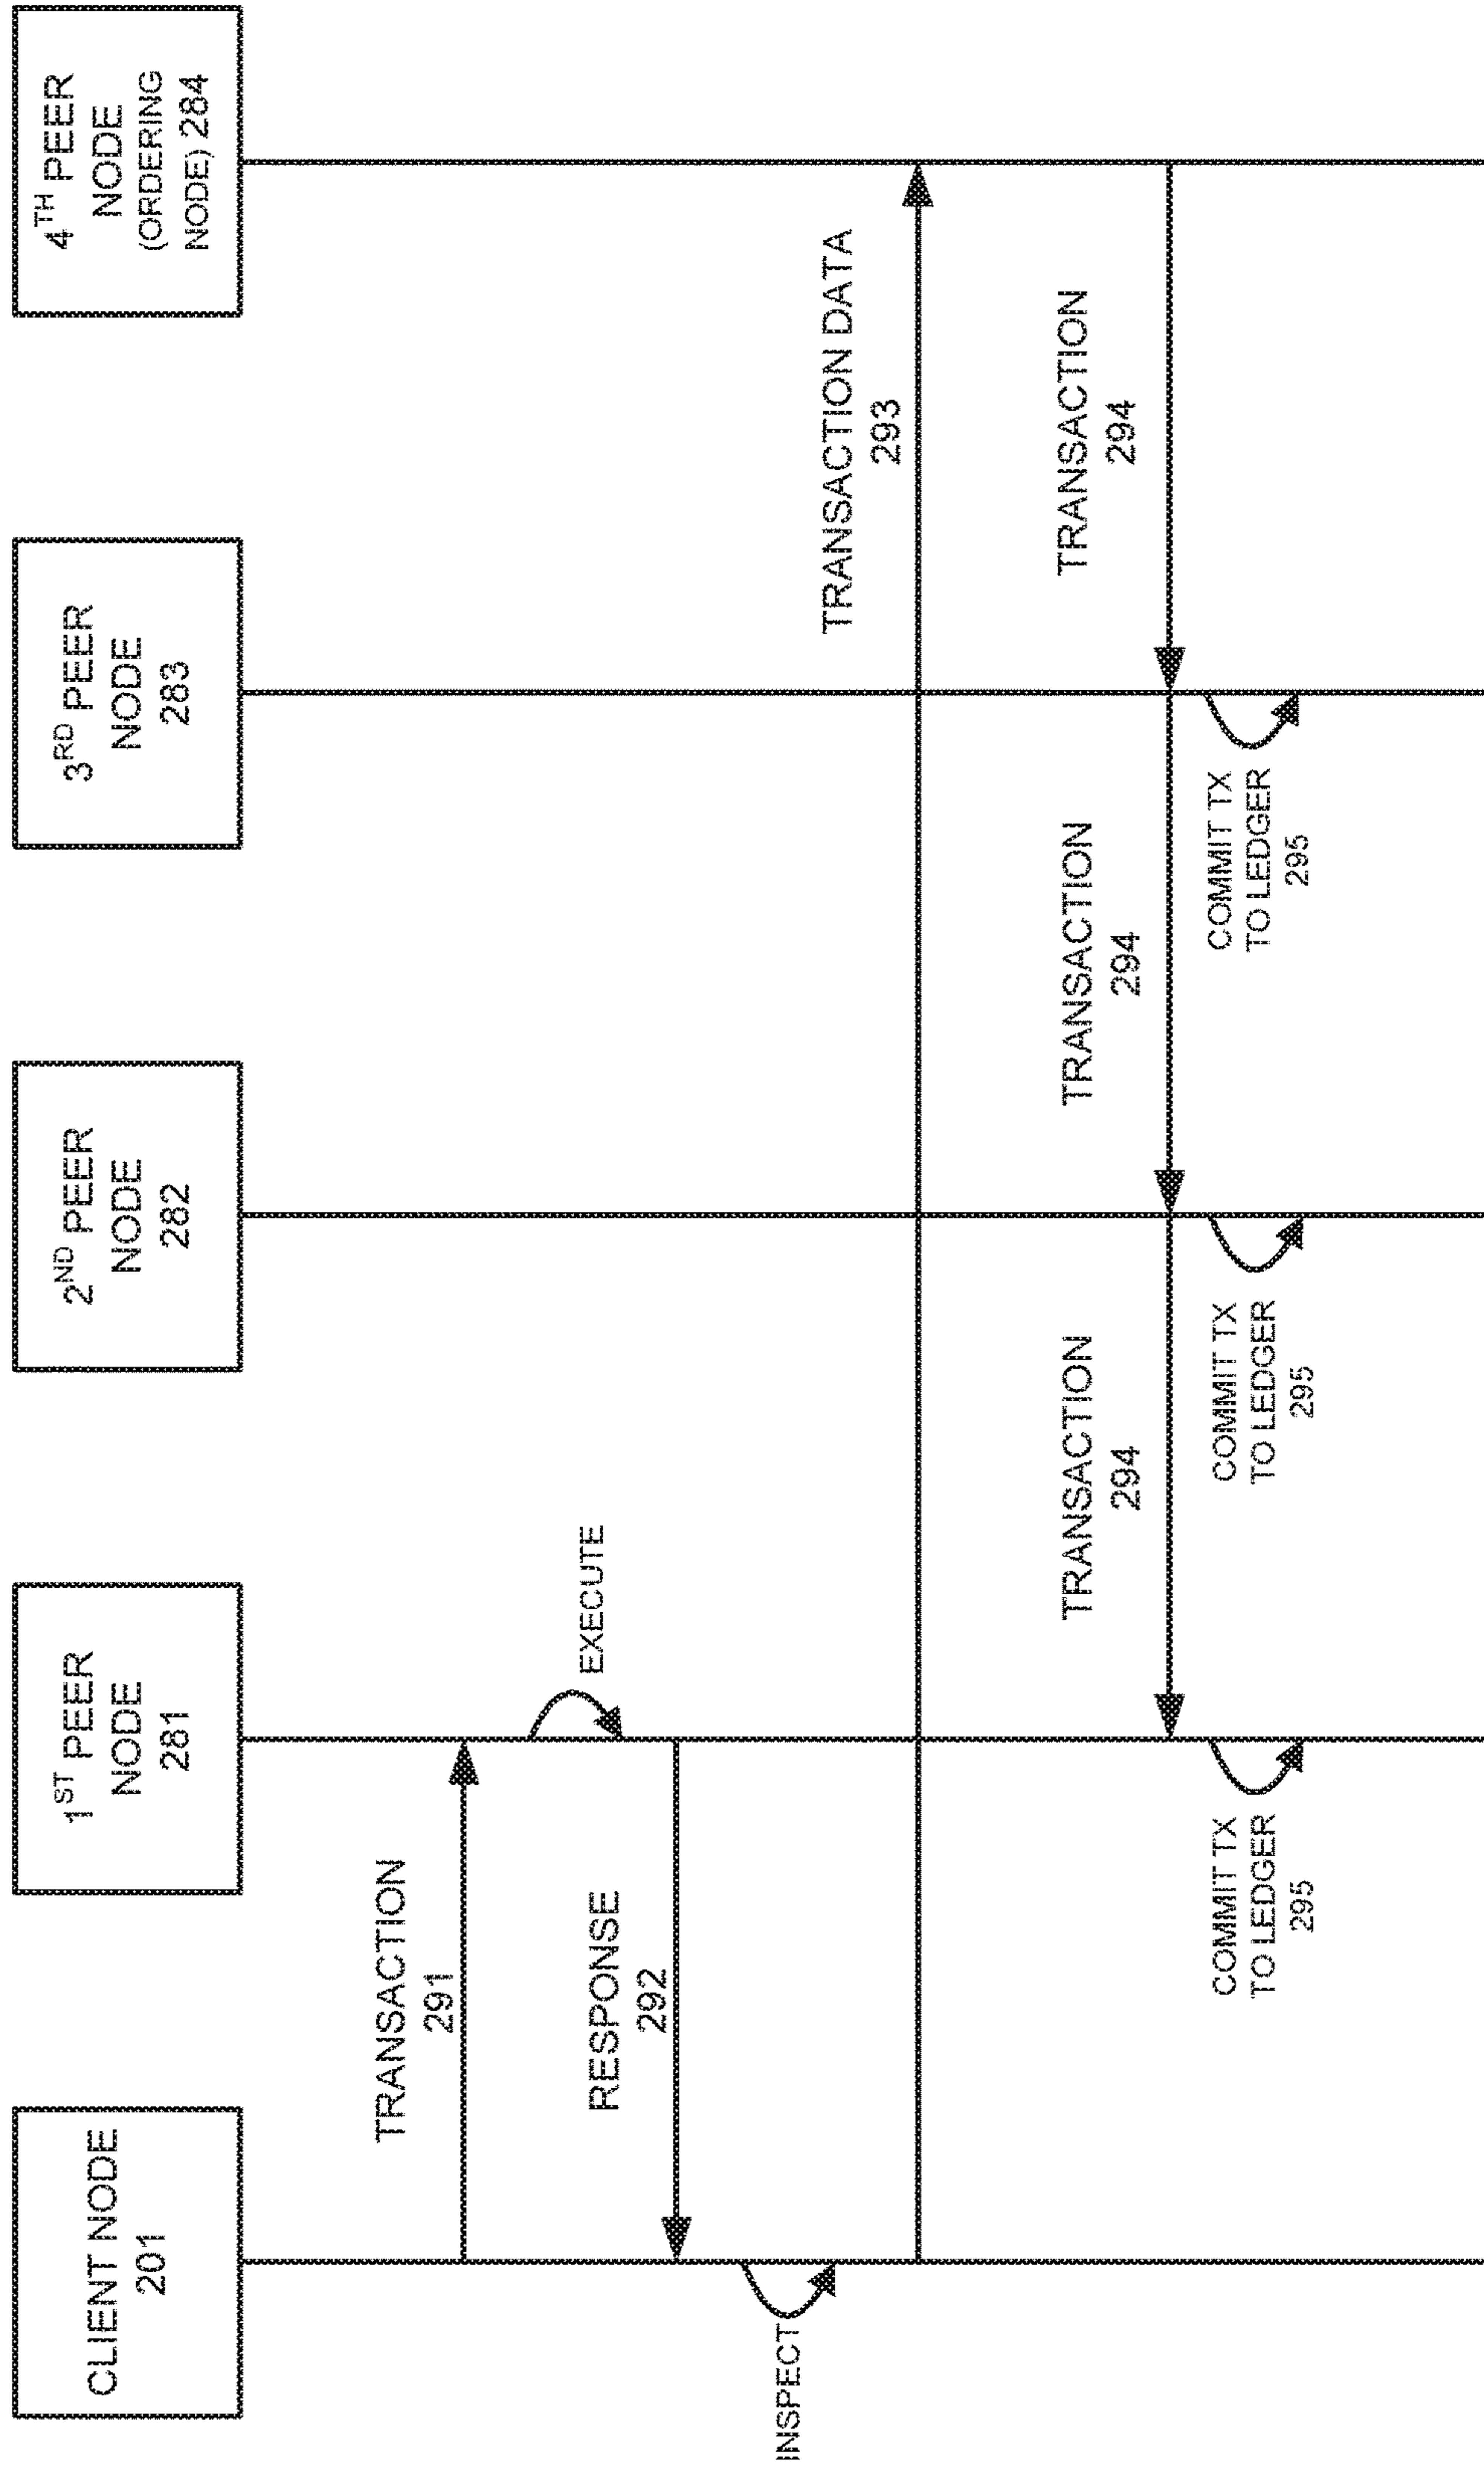 CLIENT NODE
201
1ST PEER
NODE
281
2ND PEER
NODE
282
3RD PEER
NODE
283
4TH PEER
NODE
(ORDERING
NODE) 284
TRANSACTION
291
EXECUTE
RESPONSE
292
INSPECT
TRANSACTION DATA
293
TRANSACTION
294
TRANSACTION
294
TRANSACTION
294
COMMIT TX
TO LEDGER
295
COMMIT TX
TO LEDGER
295
COMMIT TX
TO LEDGER
295